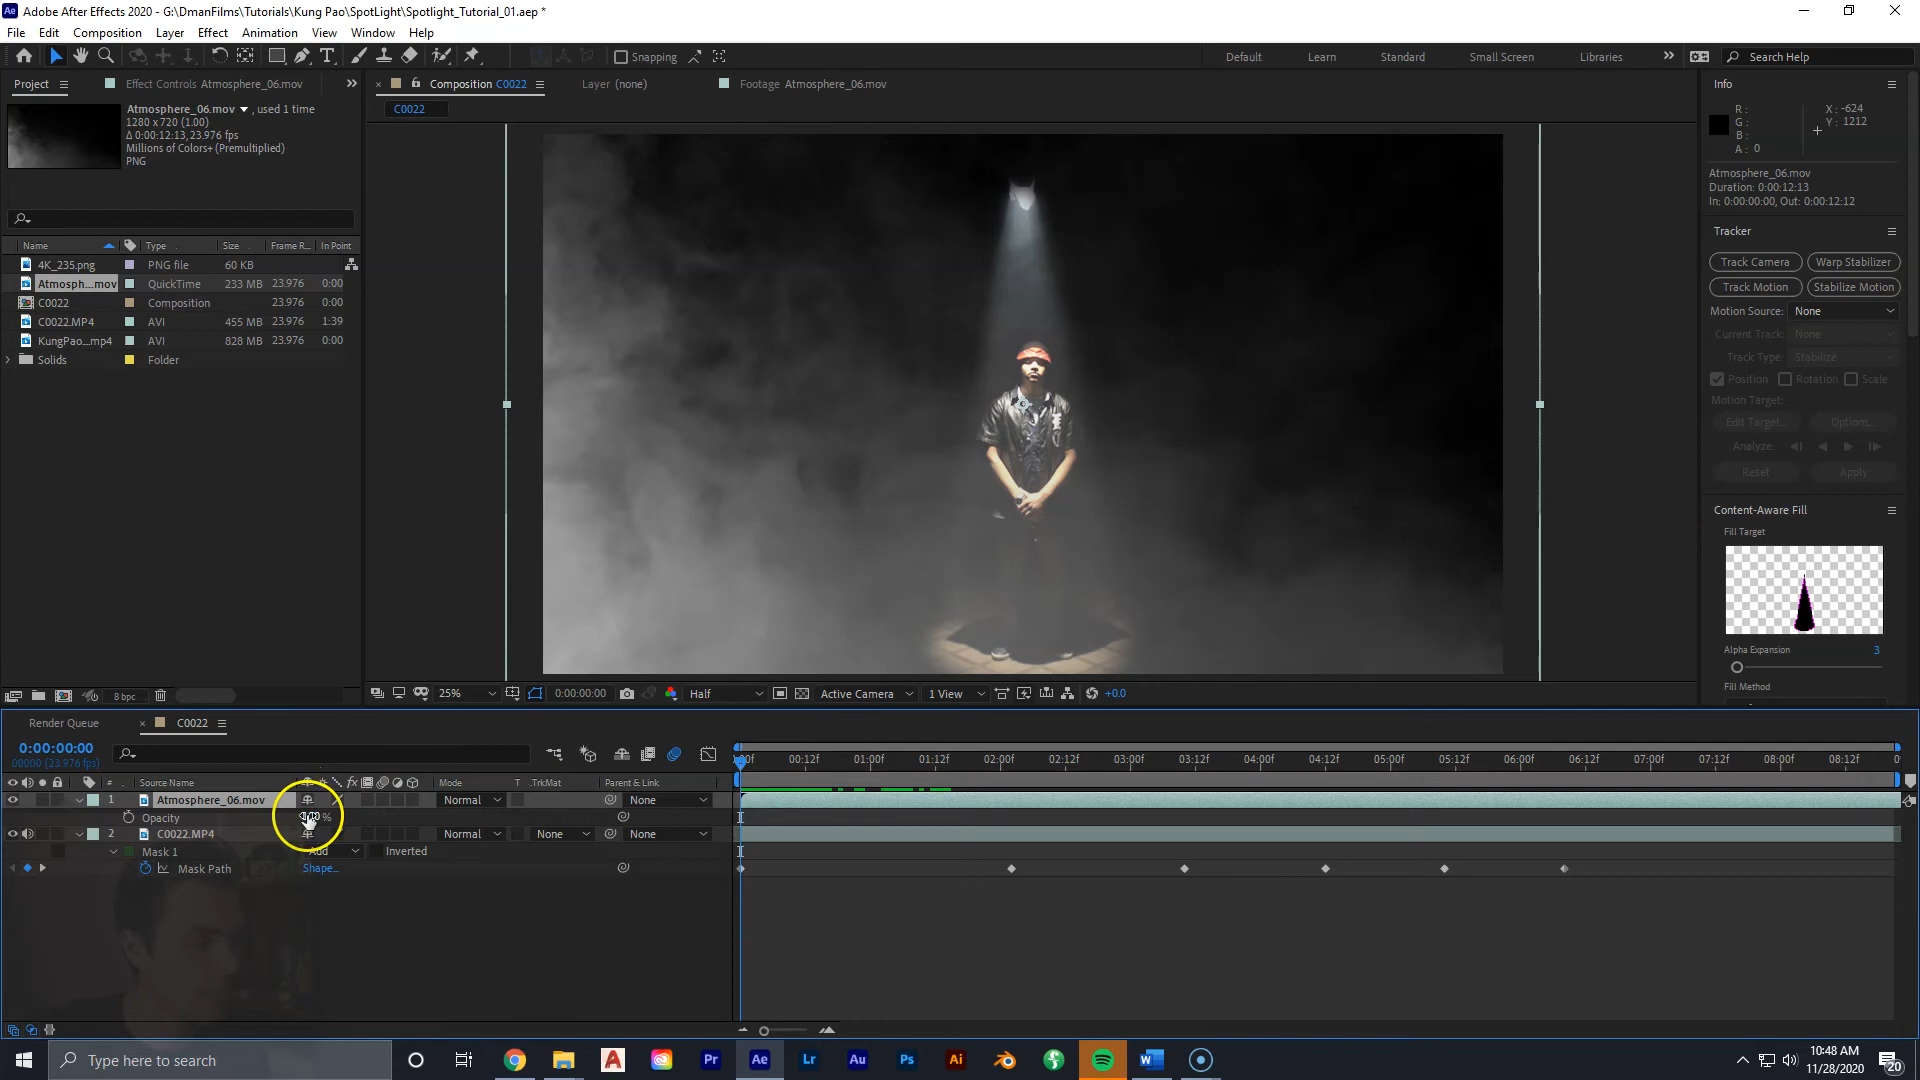 Adobe After Effects 2020 - G:\DmanFilms\Tutorials\Kung Pao\SpotLight\Spotlight_Tutorial_01.aep *
File Edit Composition Layer Effect Animation View Window Help
Snapping Default Learn Standard Small Screen Libraries Search Help
Project Effect Controls Atmosphere_06.mov Composition C0022 Layer (none) Footage Atmosphere_06.mov Info
C0022
Atmosphere_06.mov , used 1 time
1280 x 720 (1.00)
Δ 0:00:12:13, 23.976 fps
Millions of Colors+ (Premultiplied)
PNG
R :
G :
B :
A : 0
X : -624
Y : 1212
Atmosphere_06.mov
Duration: 0:00:12:13
In: 0:00:00:00, Out: 0:00:12:12
Name Type Size Frame R... In Point
4K_235.png PNG file 60 KB
Atmosph...mov QuickTime 233 MB 23.976 0:00
C0022 Composition 23.976 0:00
C0022.MP4 AVI 455 MB 23.976 1:39
KungPao...mp4 AVI 828 MB 23.976 0:00
Solids Folder
Tracker
Track Camera Warp Stabilizer
Track Motion Stabilize Motion
Motion Source: None
Current Track: None
Track Type: Stabilize
Position Rotation Scale
Motion Target:
Edit Target... Options...
Analyze:
Reset Apply
Content-Aware Fill
Fill Target
Alpha Expansion 3
Fill Method
8 bpc 25% 0:00:00:00 Half Active Camera 1 View +0.0
Render Queue C0022
0:00:00:00
00000 (23.976 fps)
00f 00:12f 01:00f 01:12f 02:00f 02:12f 03:00f 03:12f 04:00f 04:12f 05:00f 05:12f 06:00f 06:12f 07:00f 07:12f 08:00f 08:12f
# Source Name fx Mode T .TrkMat Parent & Link
1 Atmosphere_06.mov Normal None
Opacity %
2 C0022.MP4 Normal None None
Mask 1 Add Inverted
Mask Path Shape...
Type here to search Pr Ae Lr Au Ps Ai W 10:48 AM
11/28/2020 20